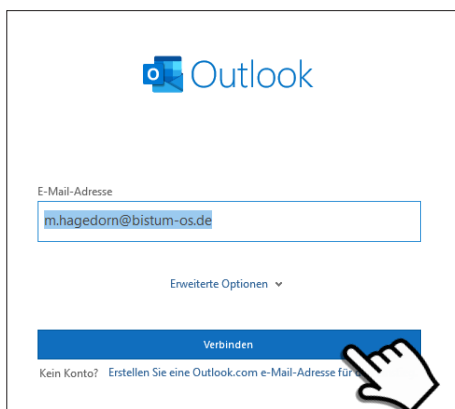 Outlook
E-Mail-Adresse
m.hagedorn@bistum-os.de
Erweiterte Optionen
Verbinden
Kein Konto? Erstellen Sie eine Outlook.com e-Mail-Adresse für